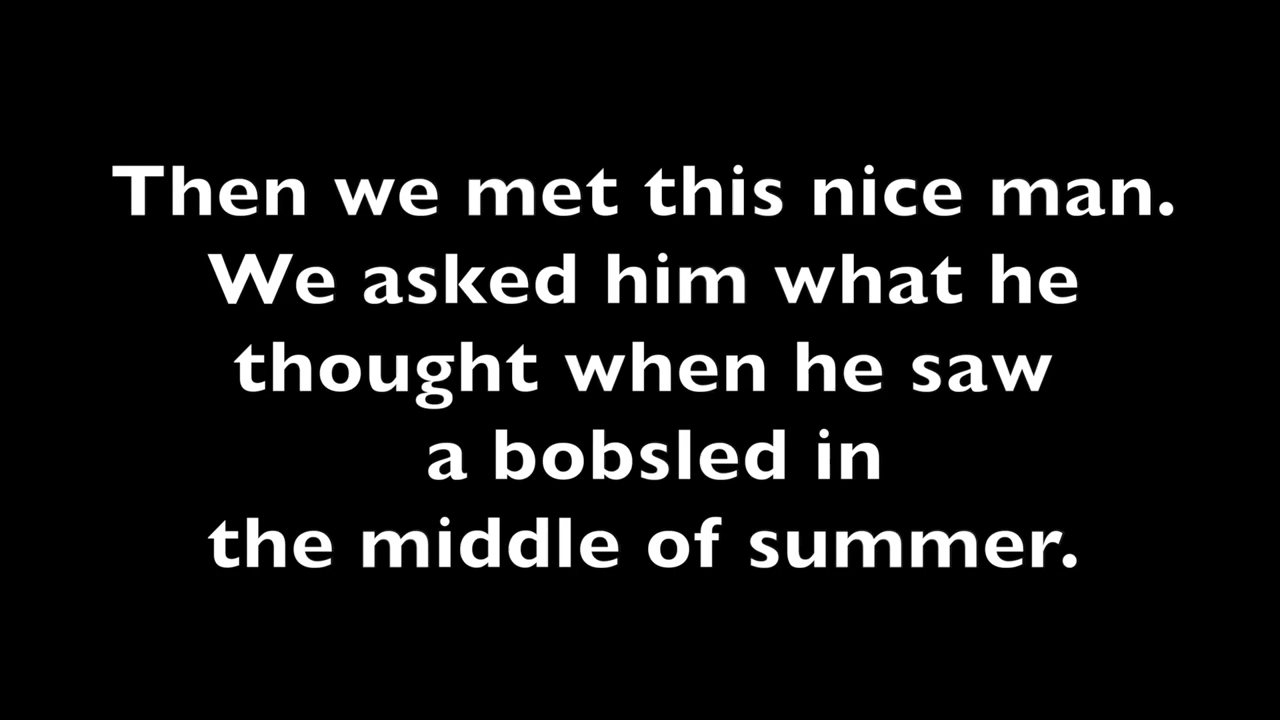 Then we met this nice man.
We asked him what he
thought when he saw
a bobsled in
the middle of summer.